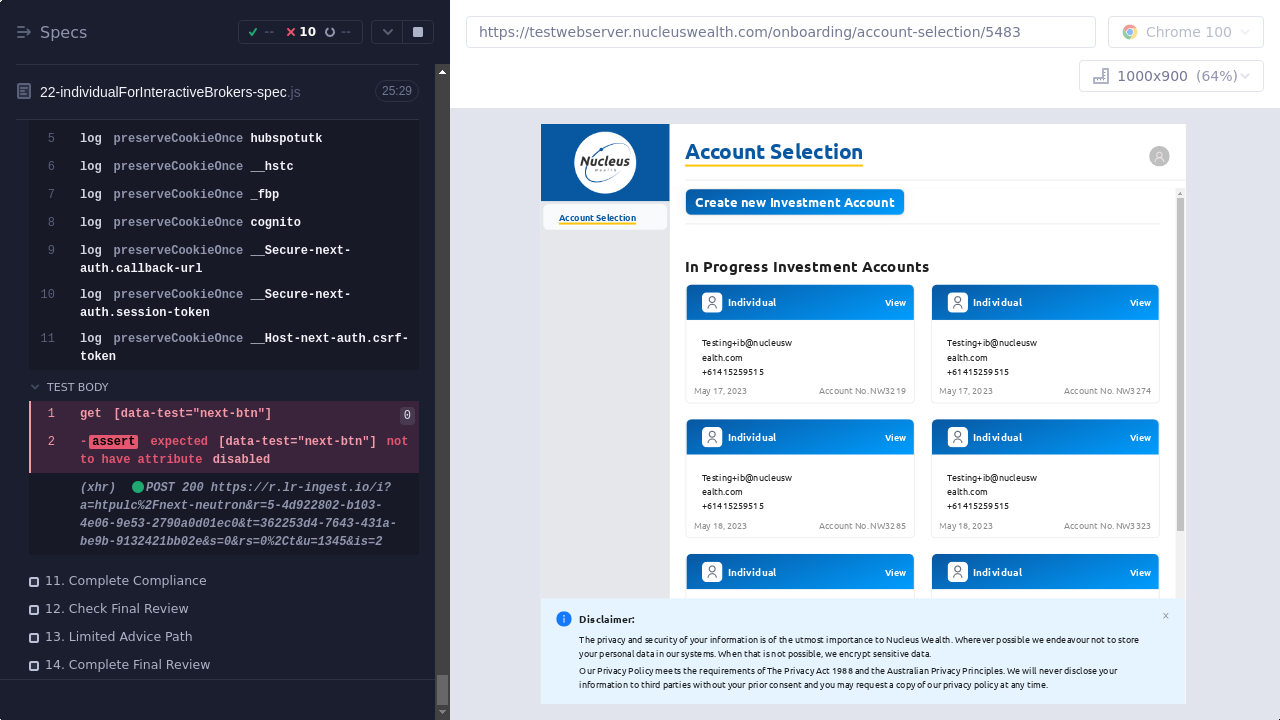 Specs
--
10
--
https://testwebserver.nucleuswealth.com/onboarding/account-selection/5483
Chrome 100
1000x900 (64%)
22-individualForInteractiveBrokers-spec.js
25:29
5 log preserveCookieOnce hubspotutk
6 log preserveCookieOnce __hstc
7 log preserveCookieOnce _fbp
8 log preserveCookieOnce cognito
9 log preserveCookieOnce __Secure-next-
auth.callback-url
10 log preserveCookieOnce __Secure-next-
auth.session-token
11 log preserveCookieOnce __Host-next-auth.csrf-
token
TEST BODY
1 get [data-test="next-btn"] 0
2 -assert expected [data-test="next-btn"] not
to have attribute disabled
(xhr) POST 200 https://r.lr-ingest.io/i?
a=htpulc%2Fnext-neutron&r=5-4d922802-b103-
4e06-9e53-2790a0d01ec0&t=362253d4-7643-431a-
be9b-9132421bb02e&s=0&rs=0%2Ct&u=1345&is=2
11. Complete Compliance
12. Check Final Review
13. Limited Advice Path
14. Complete Final Review
Nucleus
Wealth
Account Selection
Account Selection
Create new Investment Account
In Progress Investment Accounts
Individual View
Testing+ib@nucleusw
ealth.com
+61415259515
May 17, 2023 Account No. NW3219
Individual View
Testing+ib@nucleusw
ealth.com
+61415259515
May 17, 2023 Account No. NW3274
Individual View
Testing+ib@nucleusw
ealth.com
+61415259515
May 18, 2023 Account No. NW3285
Individual View
Testing+ib@nucleusw
ealth.com
+61415259515
May 18, 2023 Account No. NW3323
Individual View
Individual View
Disclaimer:
The privacy and security of your information is of the utmost importance to Nucleus Wealth. Wherever possible we endeavour not to store
your personal data in our systems. When that is not possible, we encrypt sensitive data.
Our Privacy Policy meets the requirements of The Privacy Act 1988 and the Australian Privacy Principles. We will never disclose your
information to third parties without your prior consent and you may request a copy of our privacy policy at any time.